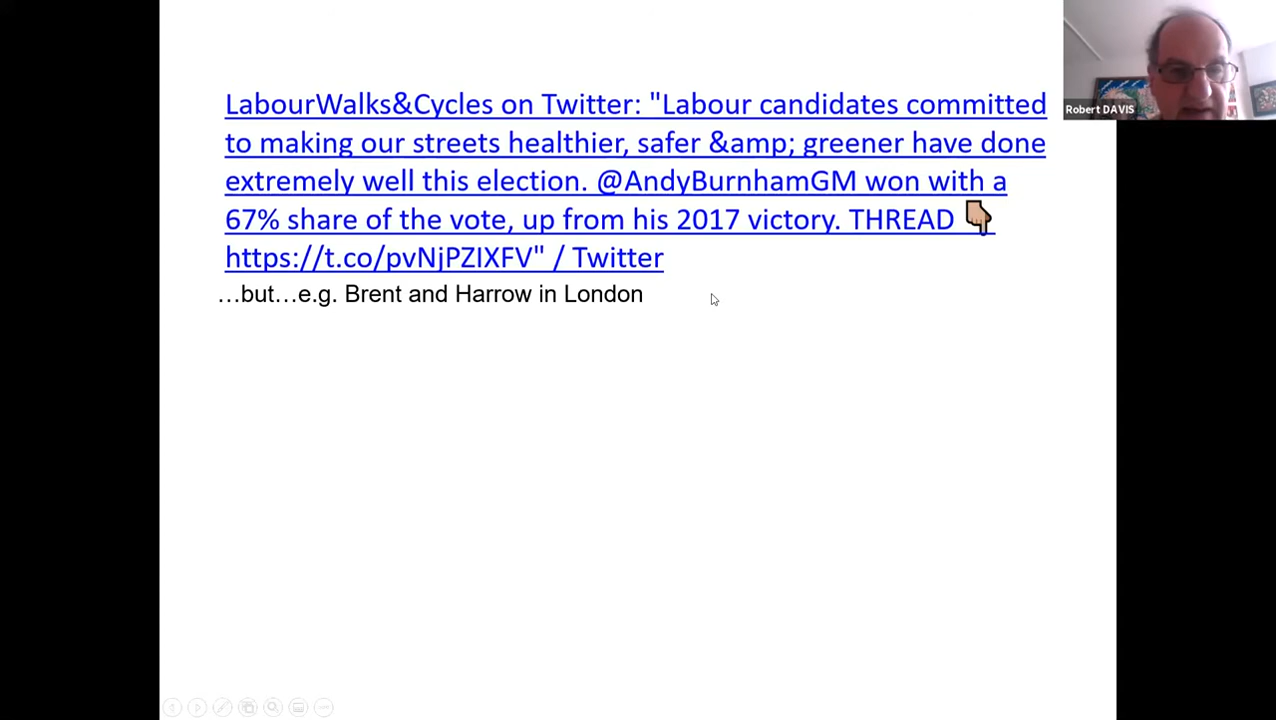 LabourWalks&Cycles on Twitter: "Labour candidates committed
to making our streets healthier, safer &amp; greener have done
extremely well this election. @AndyBurnhamGM won with a
67% share of the vote, up from his 2017 victory. THREAD 👇🏼
https://t.co/pvNjPZIXFV" / Twitter
…but…e.g. Brent and Harrow in London
Robert DAVIS